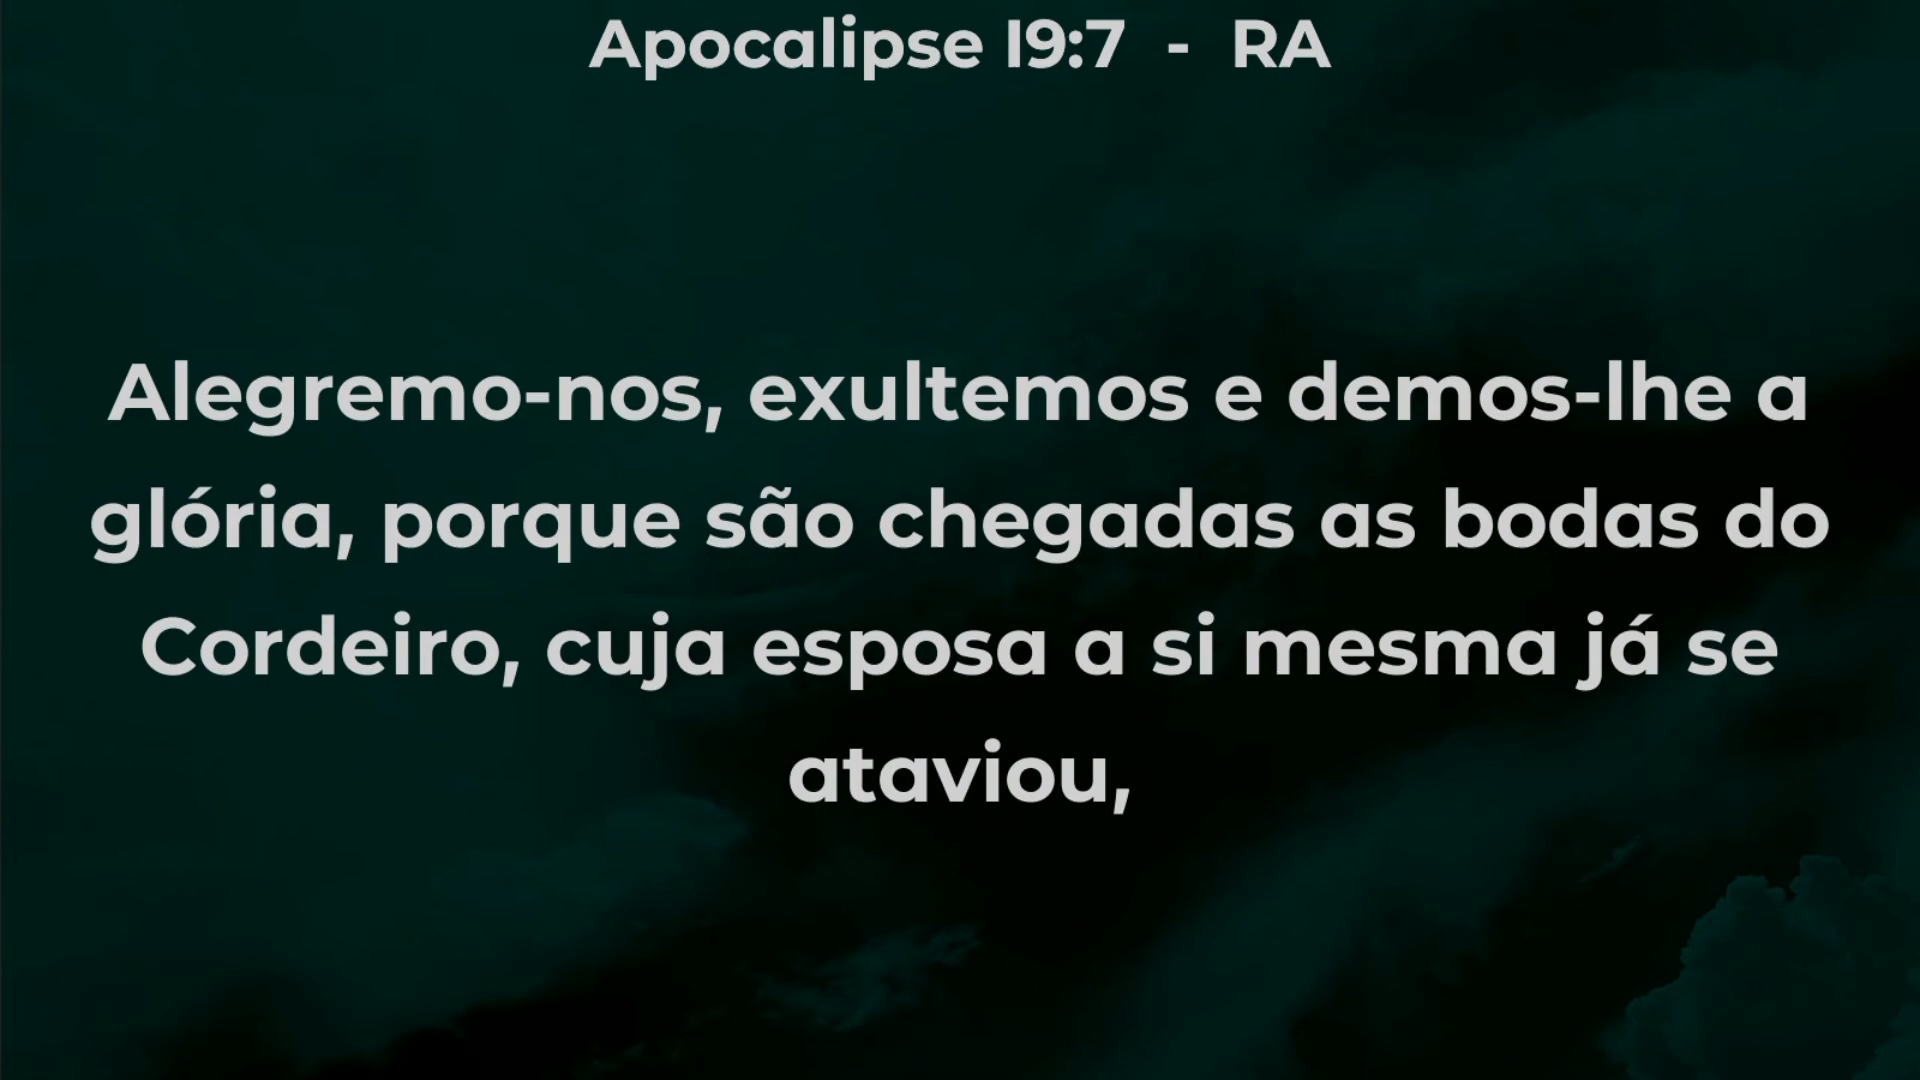 Apocalipse 19:7 - RA
Alegremo-nos, exultemos e demos-lhe a
glória, porque são chegadas as bodas do
Cordeiro, cuja esposa a si mesma já se
ataviou,